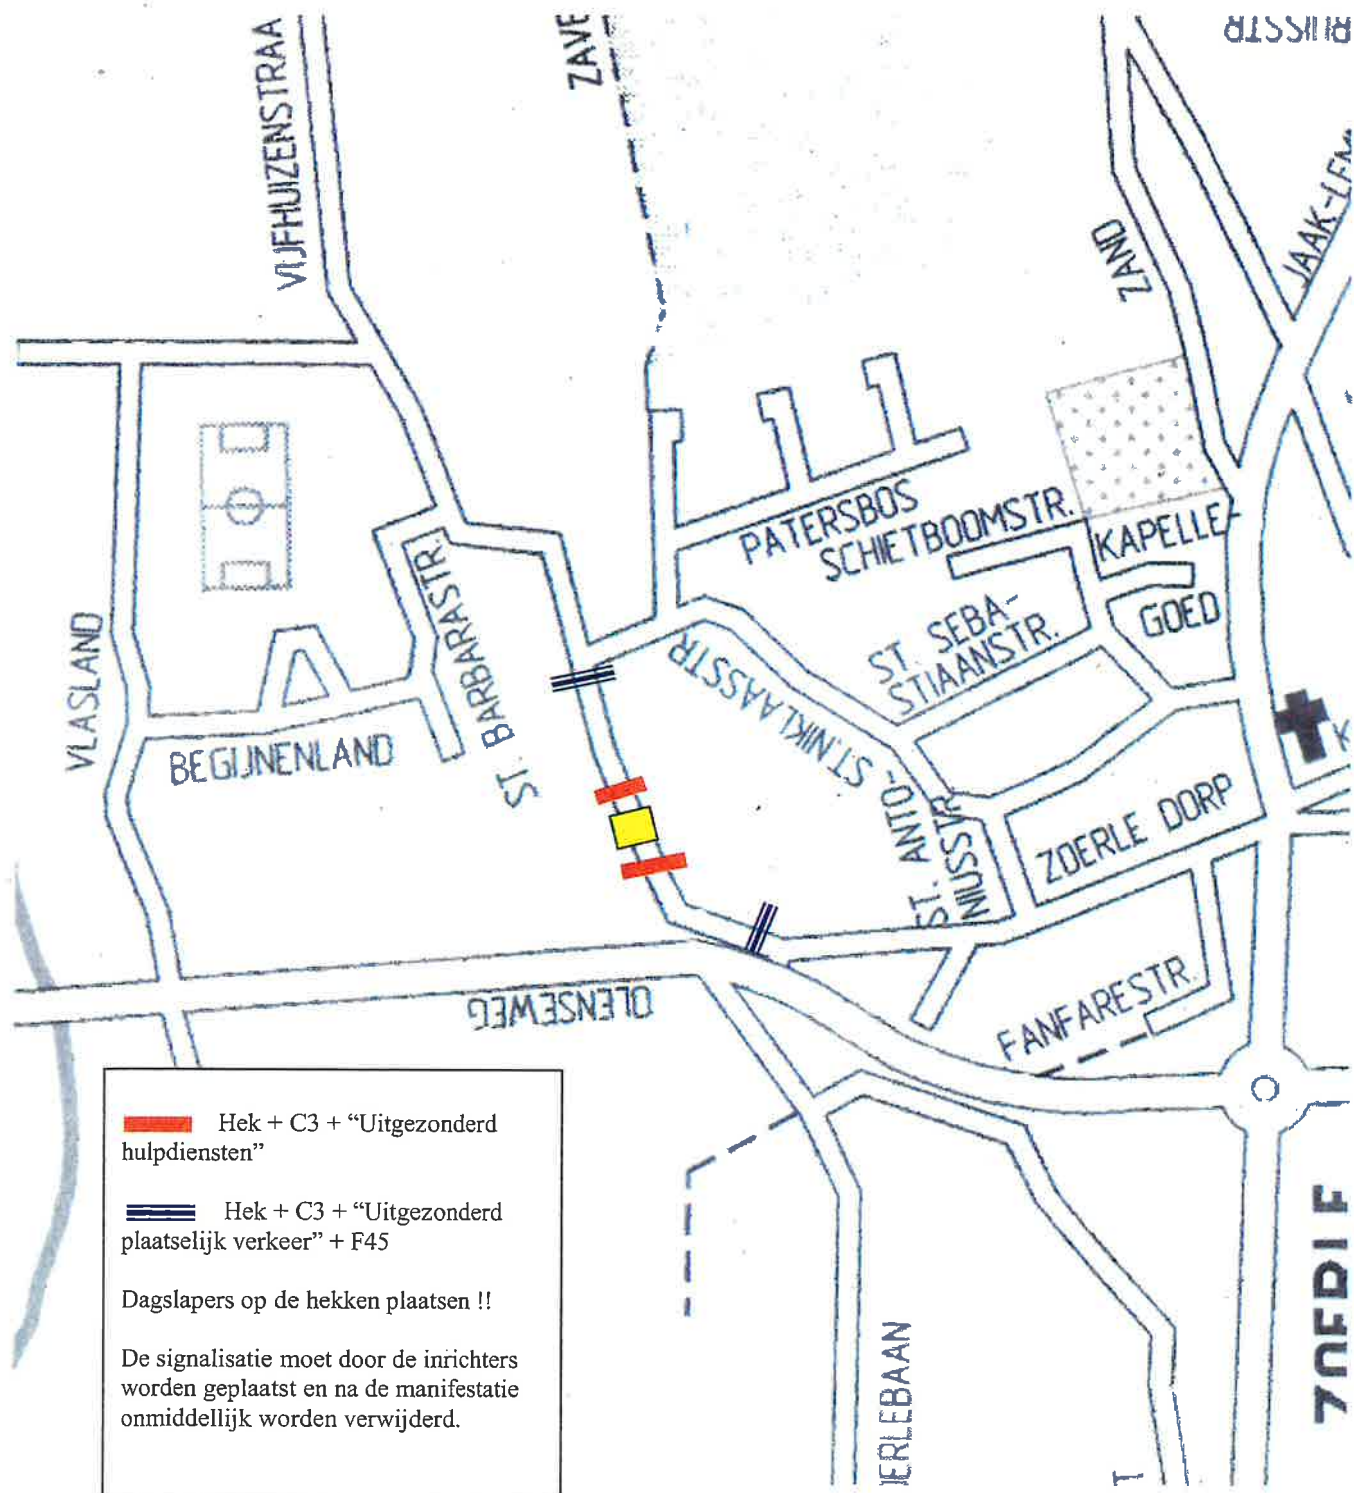 VIJFHUIZENSTRAA
ZAVE
ZAND
JAAK-LEM
PATERSBOS
SCHIETBOOMSTR.
KAPELLE-
GOED
ST. SEBA-
STIAANSTR.
ST.NIKLAASSTR
ST. BARBARASTR.
VLASLAND
BEGIJNENLAND
ST. ANTO-
NIUSSTR
ZOERLE DORP
K
OLENSEWEG
FANFARESTR.
ZOERLE
IERLEBAAN
T
Hek + C3 + “Uitgezonderd
hulpdiensten”
Hek + C3 + “Uitgezonderd
plaatselijk verkeer” + F45
Dagslapers op de hekken plaatsen !!
De signalisatie moet door de inrichters
worden geplaatst en na de manifestatie
onmiddellijk worden verwijderd.